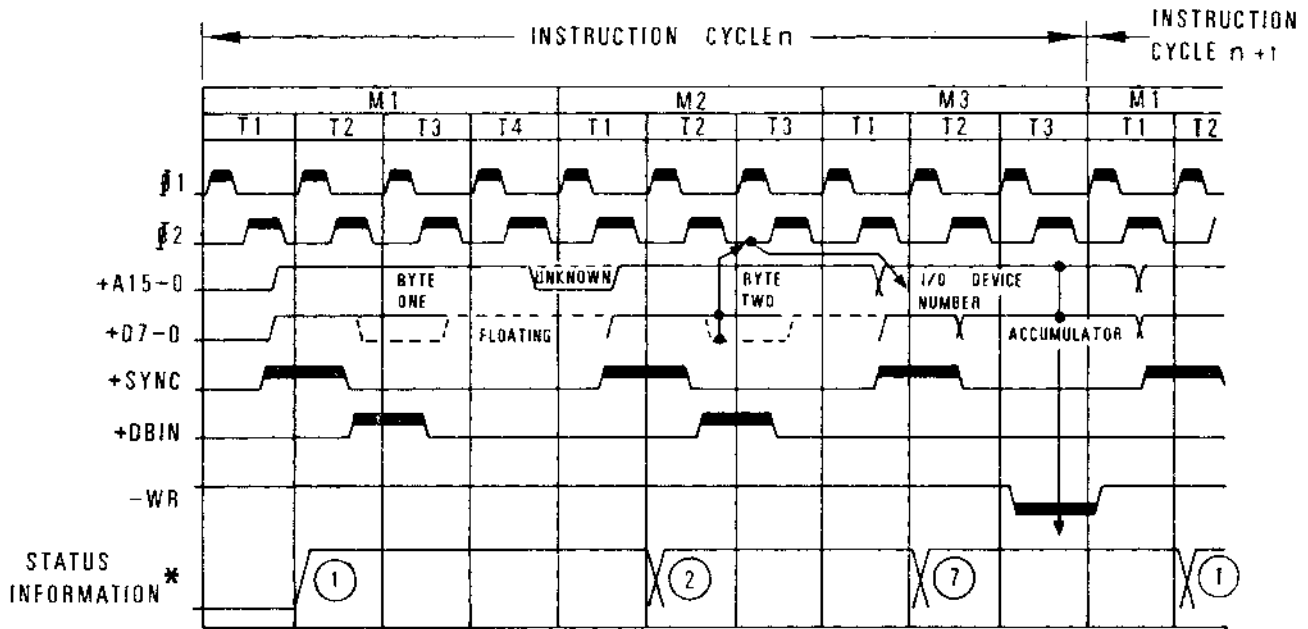 INSTRUCTION CYCLE n
INSTRUCTION
CYCLE n +1
M1 M2 M3 M1
T1 T2 T3 T4 T1 T2 T3 T1 T2 T3 T1 T2
ϕ1
ϕ2
+A15-0 BYTE ONE UNKNOWN BYTE TWO I/O DEVICE NUMBER
+D7-0 FLOATING ACCUMULATOR
+SYNC
+DBIN
-WR
STATUS
INFORMATION * 1 2 7 1